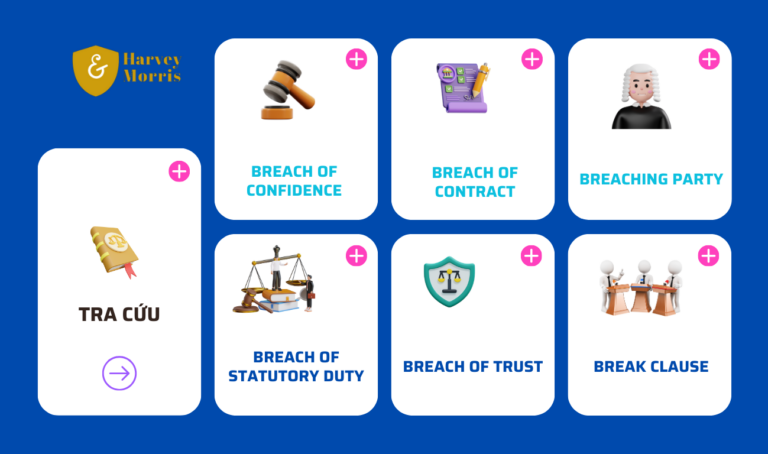 &
Harvey
Morris
TRA CỨU
BREACH OF
CONFIDENCE
BREACH OF
CONTRACT
BREACHING PARTY
BREACH OF
STATUTORY DUTY
BREACH OF TRUST
BREAK CLAUSE